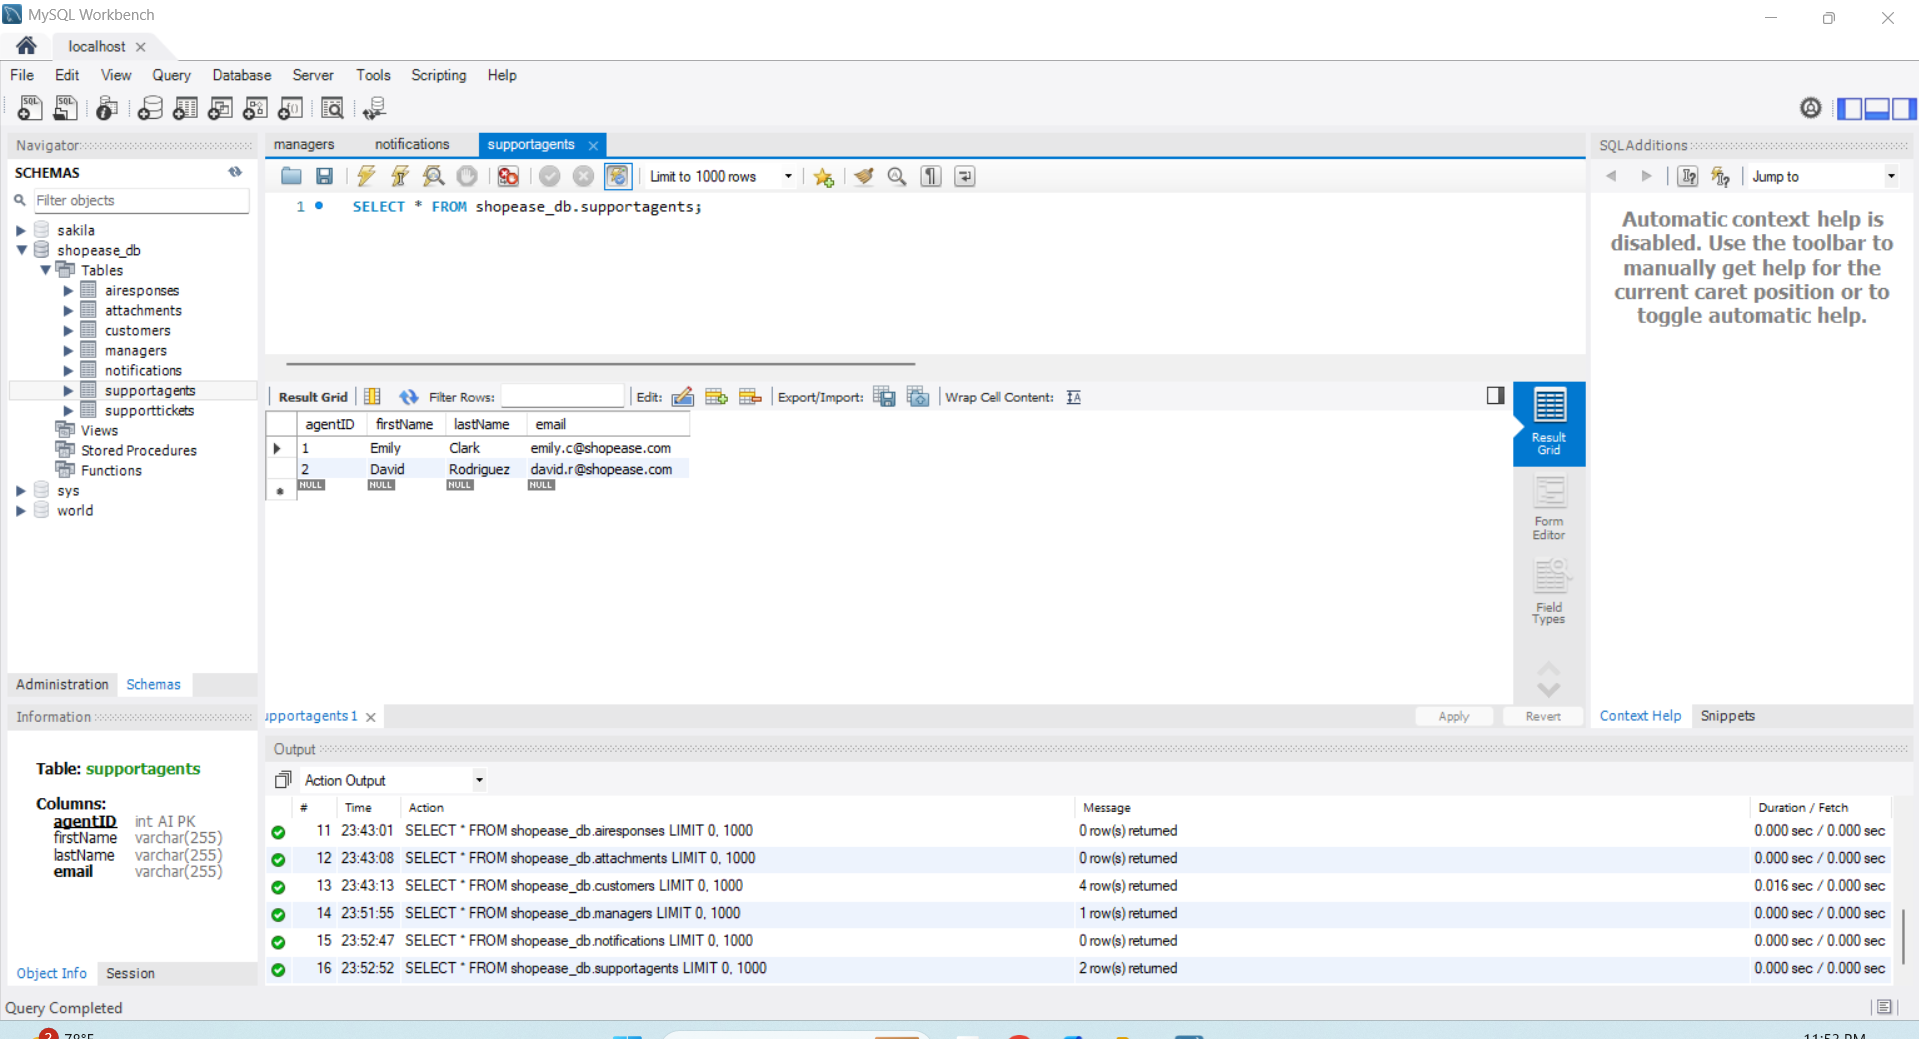 MySQL Workbench
localhost
File Edit View Query Database Server Tools Scripting Help
Navigator
SCHEMAS
Filter objects
sakila
shopease_db
Tables
airesponses
attachments
customers
managers
notifications
supportagents
supporttickets
Views
Stored Procedures
Functions
sys
world
Administration Schemas
Information
Table: supportagents
Columns:
agentID int AI PK
firstName varchar(255)
lastName varchar(255)
email varchar(255)
Object Info Session
managers notifications supportagents
Limit to 1000 rows
1 SELECT * FROM shopease_db.supportagents;
Result Grid Filter Rows: Edit: Export/Import: Wrap Cell Content:
agentID firstName lastName email
1 Emily Clark emily.c@shopease.com
2 David Rodriguez david.r@shopease.com
NULL NULL NULL NULL
Result Grid
Form Editor
Field Types
upportagents 1
Apply Revert
SQLAdditions
Jump to
Automatic context help is
disabled. Use the toolbar to
manually get help for the
current caret position or to
toggle automatic help.
Context Help Snippets
Output
Action Output
# Time Action Message Duration / Fetch
11 23:43:01 SELECT * FROM shopease_db.airesponses LIMIT 0, 1000 0 row(s) returned 0.000 sec / 0.000 sec
12 23:43:08 SELECT * FROM shopease_db.attachments LIMIT 0, 1000 0 row(s) returned 0.000 sec / 0.000 sec
13 23:43:13 SELECT * FROM shopease_db.customers LIMIT 0, 1000 4 row(s) returned 0.016 sec / 0.000 sec
14 23:51:55 SELECT * FROM shopease_db.managers LIMIT 0, 1000 1 row(s) returned 0.000 sec / 0.000 sec
15 23:52:47 SELECT * FROM shopease_db.notifications LIMIT 0, 1000 0 row(s) returned 0.000 sec / 0.000 sec
16 23:52:52 SELECT * FROM shopease_db.supportagents LIMIT 0, 1000 2 row(s) returned 0.000 sec / 0.000 sec
Query Completed
2 78°F
11:53 PM